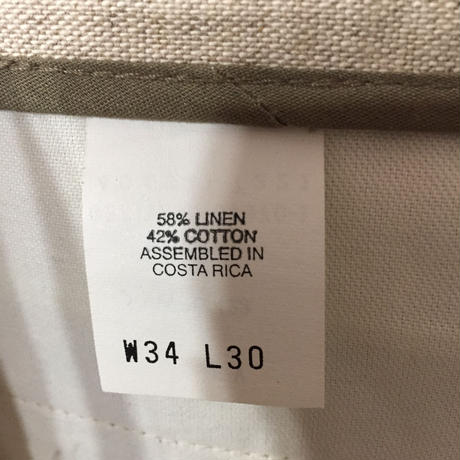 58% LINEN
42% COTTON
ASSEMBLED IN
COSTA RICA
W34 L30